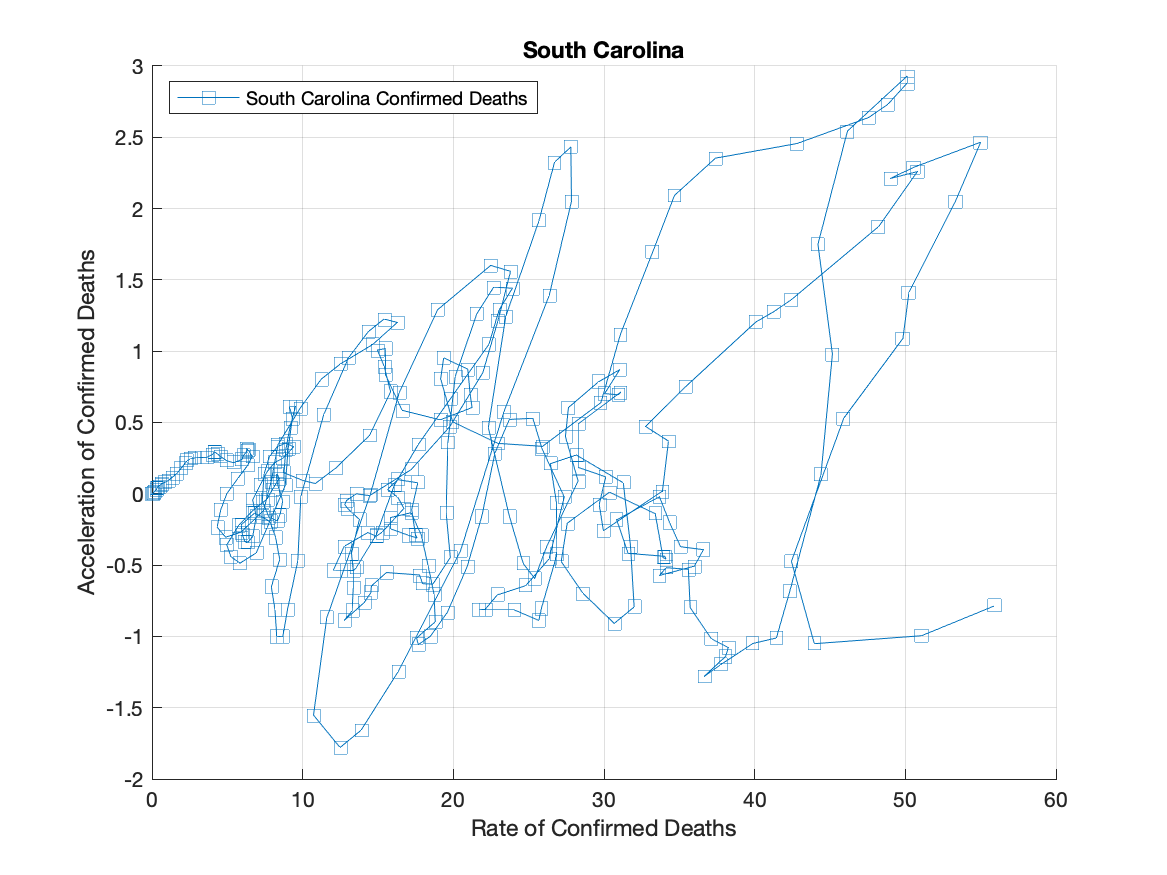 South Carolina
South Carolina Confirmed Deaths
Acceleration of Confirmed Deaths
3
2.5
2
1.5
1
0.5
0
-0.5
-1
-1.5
-2
0 10 20 30 40 50 60
Rate of Confirmed Deaths